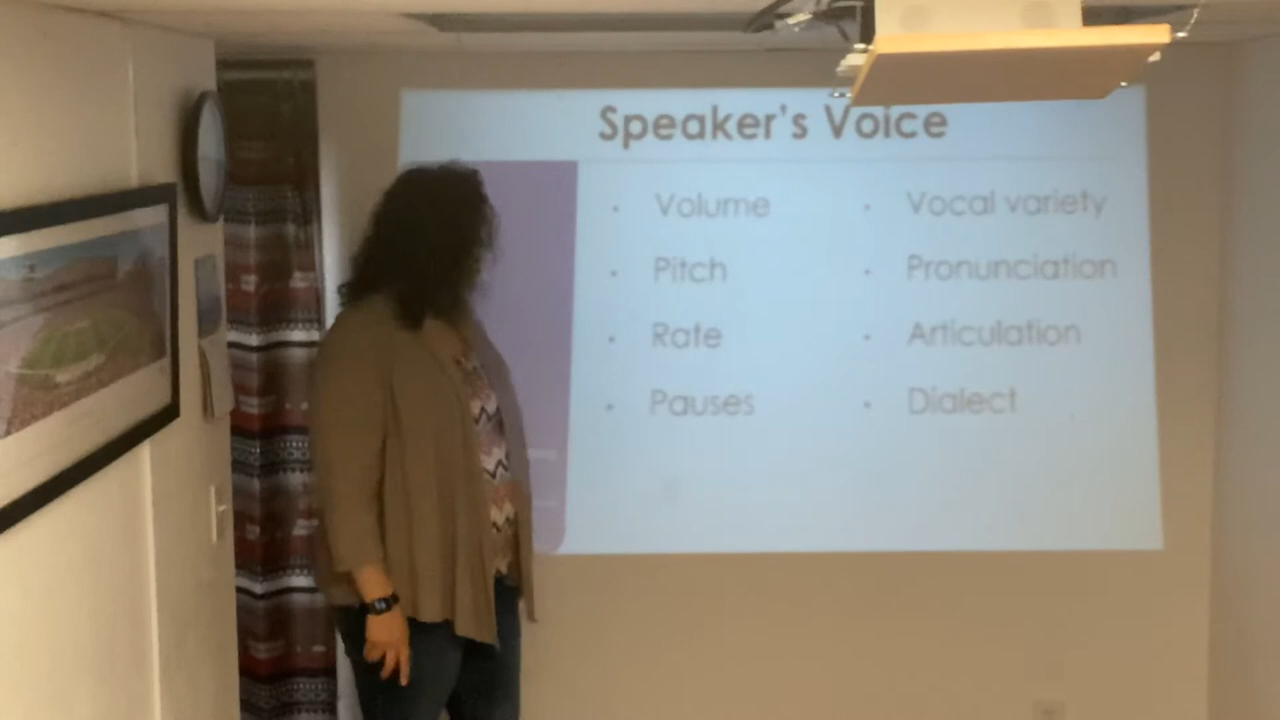 Speaker's Voice
• Volume
• Pitch
• Rate
• Pauses
• Vocal variety
• Pronunciation
• Articulation
• Dialect